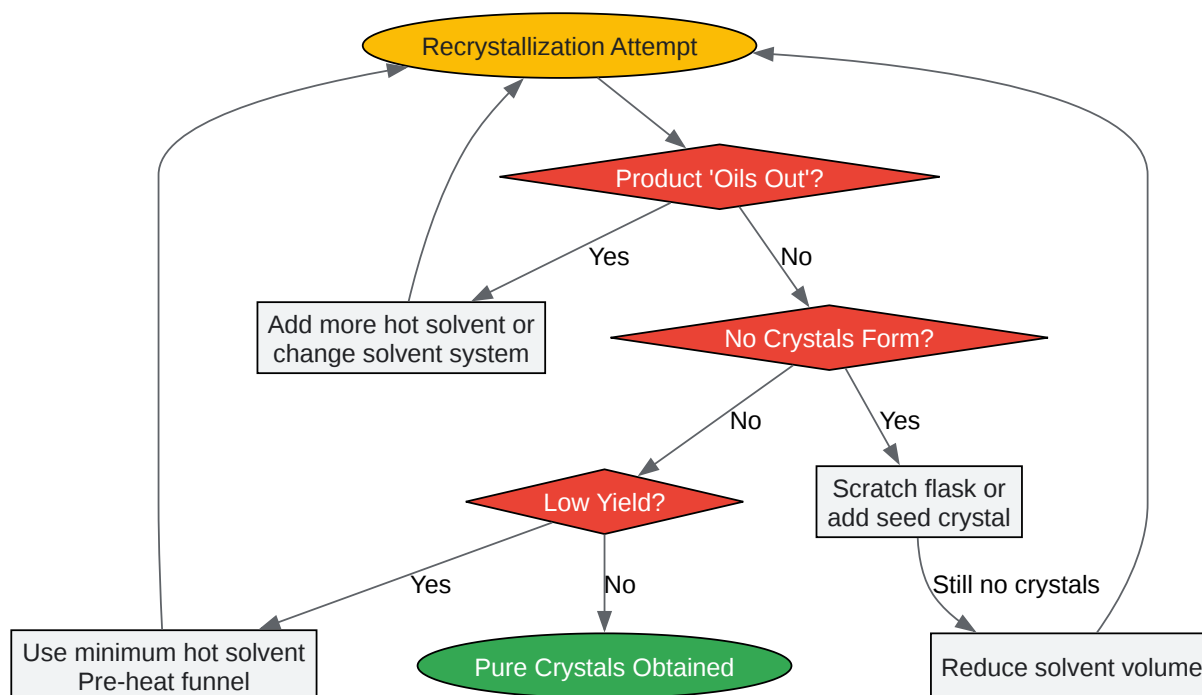 Recrystallization Attempt
Product 'Oils Out'?
Yes
No
Add more hot solvent or
change solvent system
No Crystals Form?
No
Yes
Low Yield?
Scratch flask or
add seed crystal
Yes
No
Still no crystals
Use minimum hot solvent
Pre-heat funnel
Pure Crystals Obtained
Reduce solvent volume